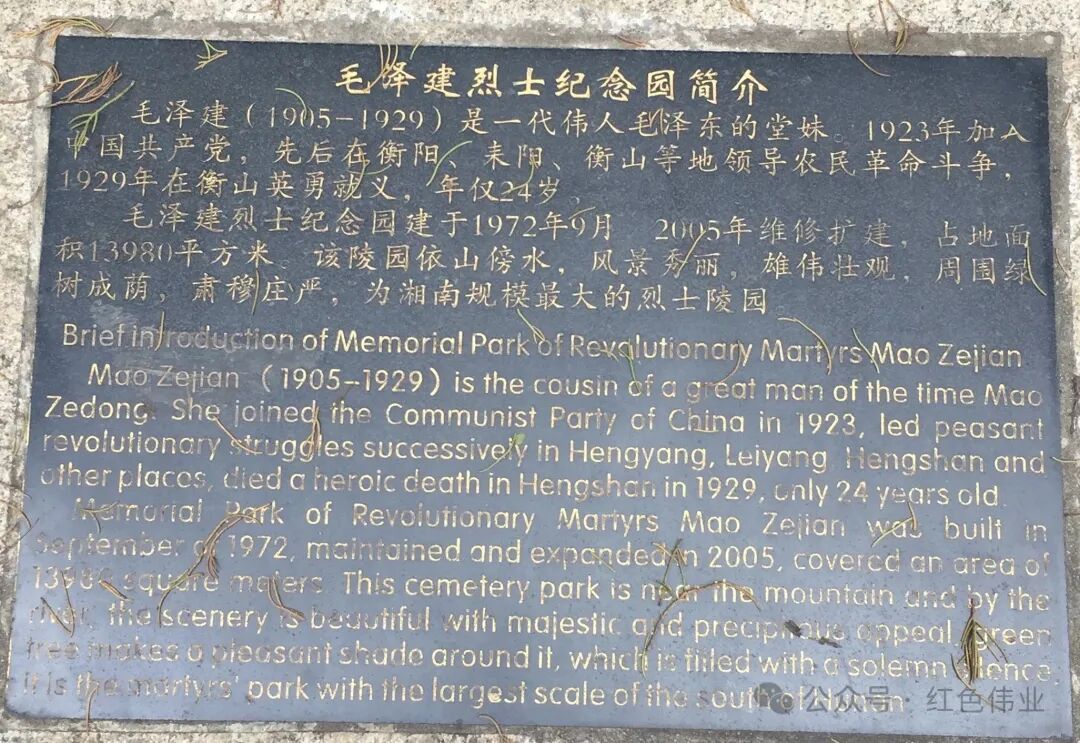 毛泽建烈士纪念园简介
毛泽建（1905-1929）是一代伟人毛泽东的堂妹。1923年加入
中国共产党，先后在衡阳、耒阳、衡山等地领导农民革命斗争，
1929年在衡山英勇就义，年仅24岁。
毛泽建烈士纪念园建于1972年9月 2005年维修扩建，占地面
积13980平方米。该陵园依山傍水，风景秀丽，雄伟壮观，周围绿
树成荫，肃穆庄严，为湘南规模最大的烈士陵园
Brief introduction of Memorial Park of Revalutionary Martyrs Mao Zejian
Mao Zejian（1905--1929）is the cousin of a great man of the time Mao
Zedong. She joined the Communist Party of China in 1923, led peasant
revolutionary struggles successively in Hengyang, Leiyang, Hengshan and
other places, died a heroic death in Hengshan in 1929, only 24 years old.
Memorial Park of Revolutionary Martyrs Mao Zejian was built in
September of 1972, maintained and expanded in 2005, covered an area of
13980 square meters. This cemetery park is near the mountain and by the
river, the scenery is beautiful with majestic and precipitous appeal, green
tree makes a pleasant shade around it, which is filled with a solemn silence.
it is the martyrs' park with the largest scale of the south of Hunan
公众号·红色伟业